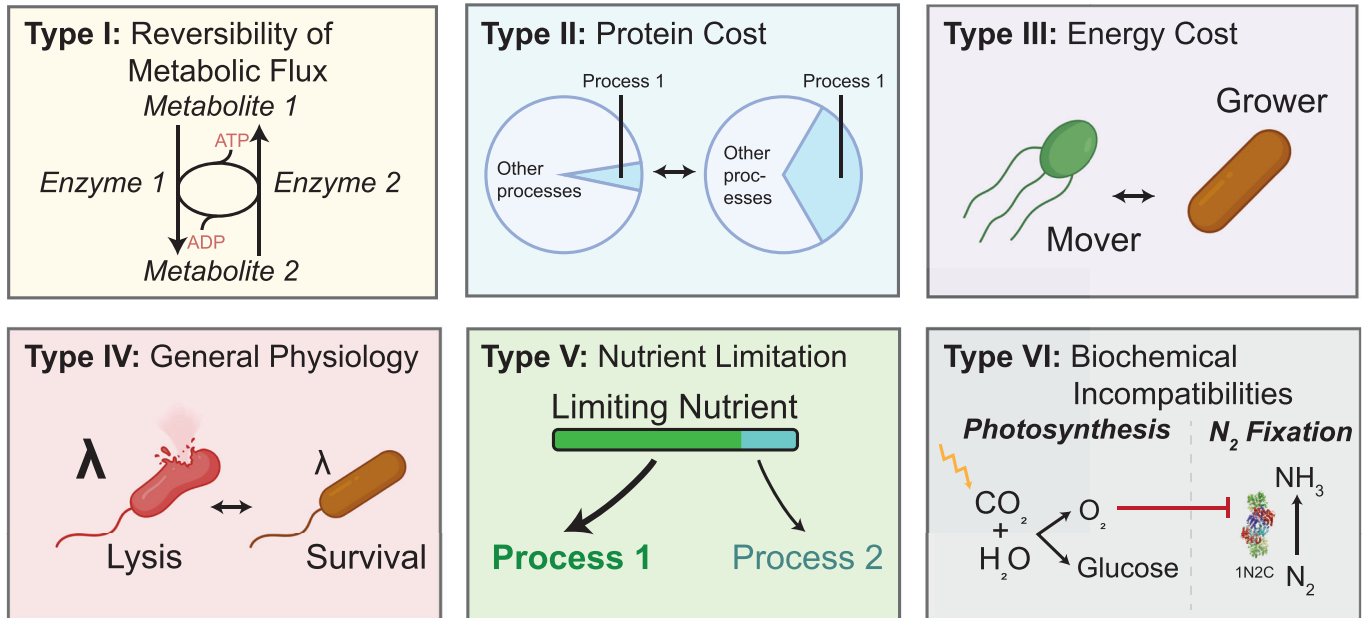 Type I: Reversibility of
Metabolic Flux
Metabolite 1
ATP
Enzyme 1
Enzyme 2
ADP
Metabolite 2
Type II: Protein Cost
Process 1
Other
processes
Process 1
Other
proc-
esses
Type III: Energy Cost
Grower
Mover
Type IV: General Physiology
λ
λ
Lysis
Survival
Type V: Nutrient Limitation
Limiting Nutrient
Process 1
Process 2
Type VI: Biochemical
Incompatibilities
Photosynthesis
N₂ Fixation
CO₂
+
H₂O
O₂
Glucose
NH₃
1N2C
N₂